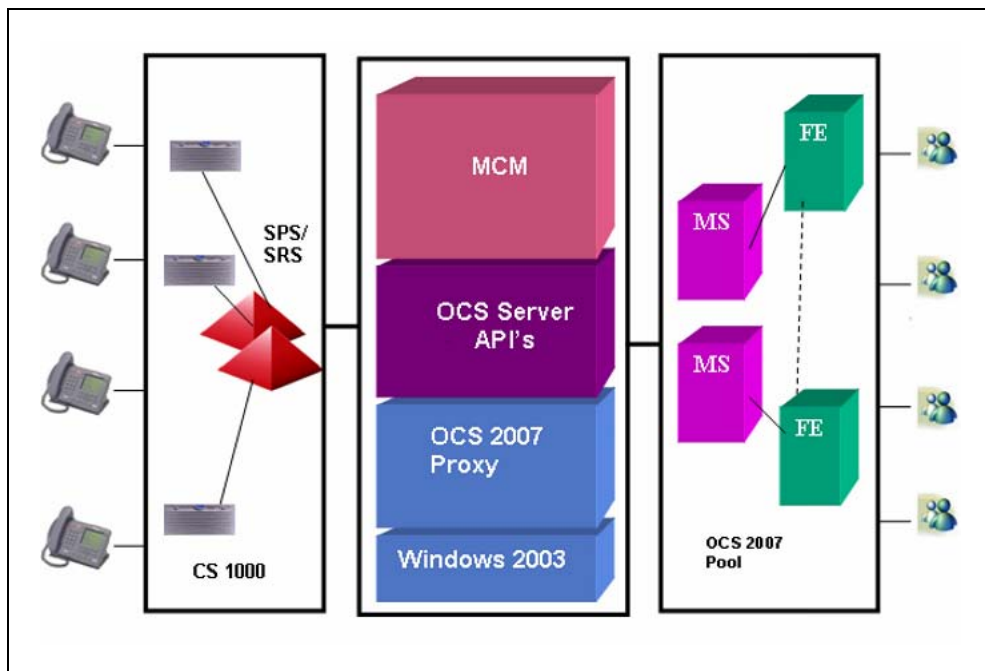 SPS/
SRS
CS 1000
MCM
OCS Server
API's
OCS 2007
Proxy
Windows 2003
FE
MS
MS
FE
OCS 2007
Pool